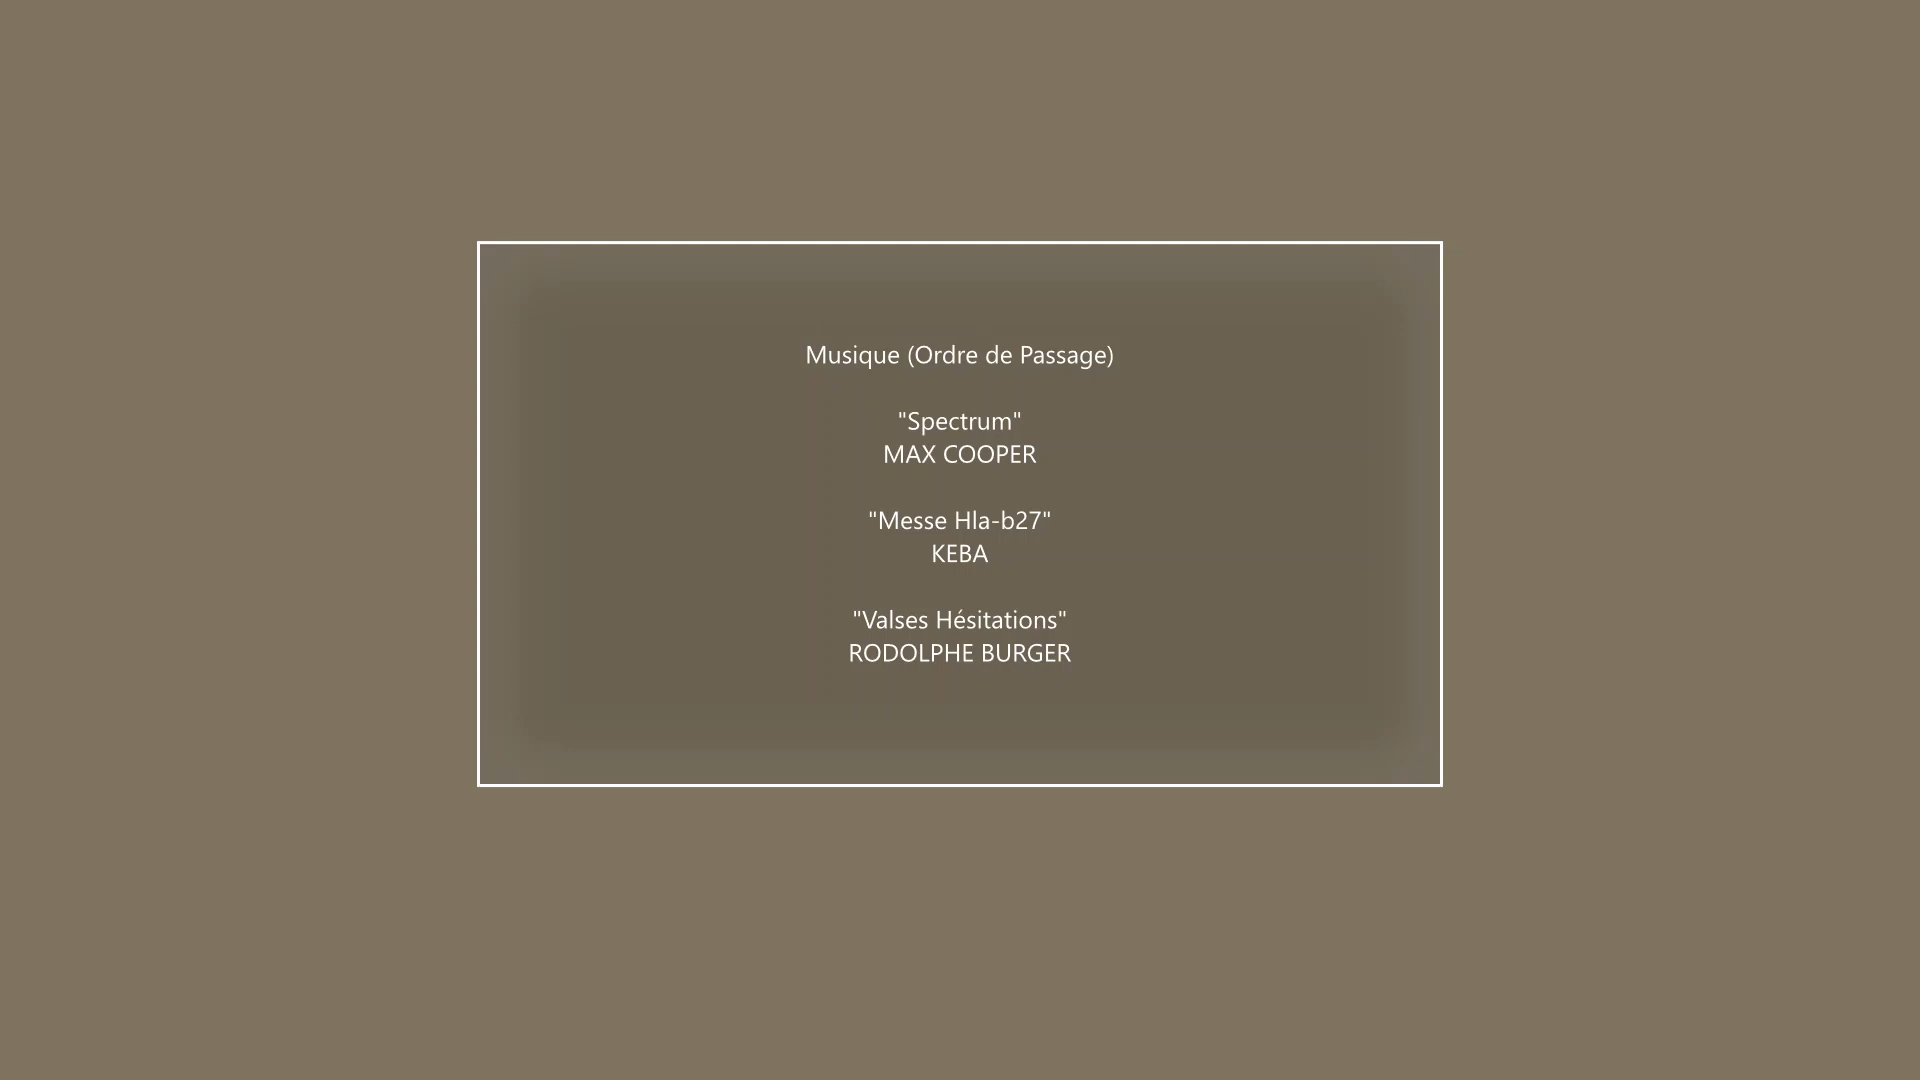 Musique (Ordre de Passage)
"Spectrum"
MAX COOPER
"Messe Hla-b27"
KEBA
"Valses Hésitations"
RODOLPHE BURGER